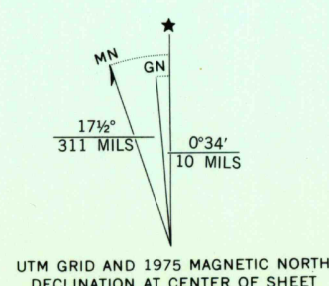 MN
GN
17½°
311 MILS
0°34′
10 MILS
UTM GRID AND 1975 MAGNETIC NORTH
DECLINATION AT CENTER OF SHEET